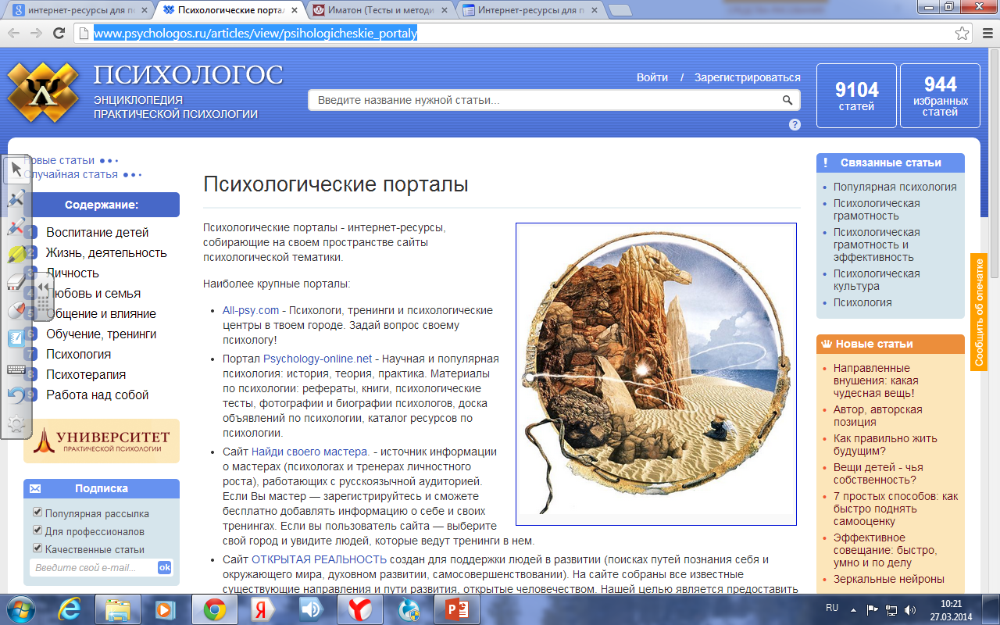 интернет-ресурсы для пс
Психологические портал
Иматон (Тесты и методи
Интернет-ресурсы для п
www.psychologos.ru/articles/view/psihologicheskie_portaly
ПСИХОЛОГОС
ЭНЦИКЛОПЕДИЯ
ПРАКТИЧЕСКОЙ ПСИХОЛОГИИ
Войти / Зарегистрироваться
Введите название нужной статьи...
?
9104
статей
944
избранных
статей
Новые статьи
Случайная статья
Содержание:
1 Воспитание детей
2 Жизнь, деятельность
3 Личность
4 Любовь и семья
5 Общение и влияние
6 Обучение, тренинги
7 Психология
8 Психотерапия
9 Работа над собой
УНИВЕРСИТЕТ
ПРАКТИЧЕСКОЙ ПСИХОЛОГИИ
Подписка
Популярная рассылка
Для профессионалов
Качественные статьи
Введите свой e-mail...
ok
Психологические порталы
Психологические порталы - интернет-ресурсы,
собирающие на своем пространстве сайты
психологической тематики.
Наиболее крупные порталы:
• All-psy.com - Психологи, тренинги и психологические
центры в твоем городе. Задай вопрос своему
психологу!
• Портал Psychology-online.net - Научная и популярная
психология: история, теория, практика. Материалы
по психологии: рефераты, книги, психологические
тесты, фотографии и биографии психологов, доска
объявлений по психологии, каталог ресурсов по
психологии.
• Сайт Найди своего мастера. - источник информации
о мастерах (психологах и тренерах личностного
роста), работающих с русскоязычной аудиторией.
Если Вы мастер — зарегистрируйтесь и сможете
бесплатно добавлять информацию о себе и своих
тренингах. Если вы пользователь сайта — выберите
свой город и увидите людей, которые ведут тренинги в нем.
• Сайт ОТКРЫТАЯ РЕАЛЬНОСТЬ создан для поддержки людей в развитии (поисках путей познания себя и
окружающего мира, духовном развитии, самосовершенствовании). На сайте собраны все известные
существующие направления и пути развития, открытые человечеством. Нашей целью является предоставить
! Связанные статьи
• Популярная психология
• Психологическая
грамотность
• Психологическая
грамотность и
эффективность
• Психологическая
культура
• Психология
Новые статьи
• Направленные
внушения: какая
чудесная вещь!
• Автор, авторская
позиция
• Как правильно жить
будущим?
• Вещи детей - чья
собственность?
• 7 простых способов: как
быстро поднять
самооценку
• Эффективное
совещание: быстро,
умно и по делу
• Зеркальные нейроны
Сообщить об опечатке
RU
10:21
27.03.2014